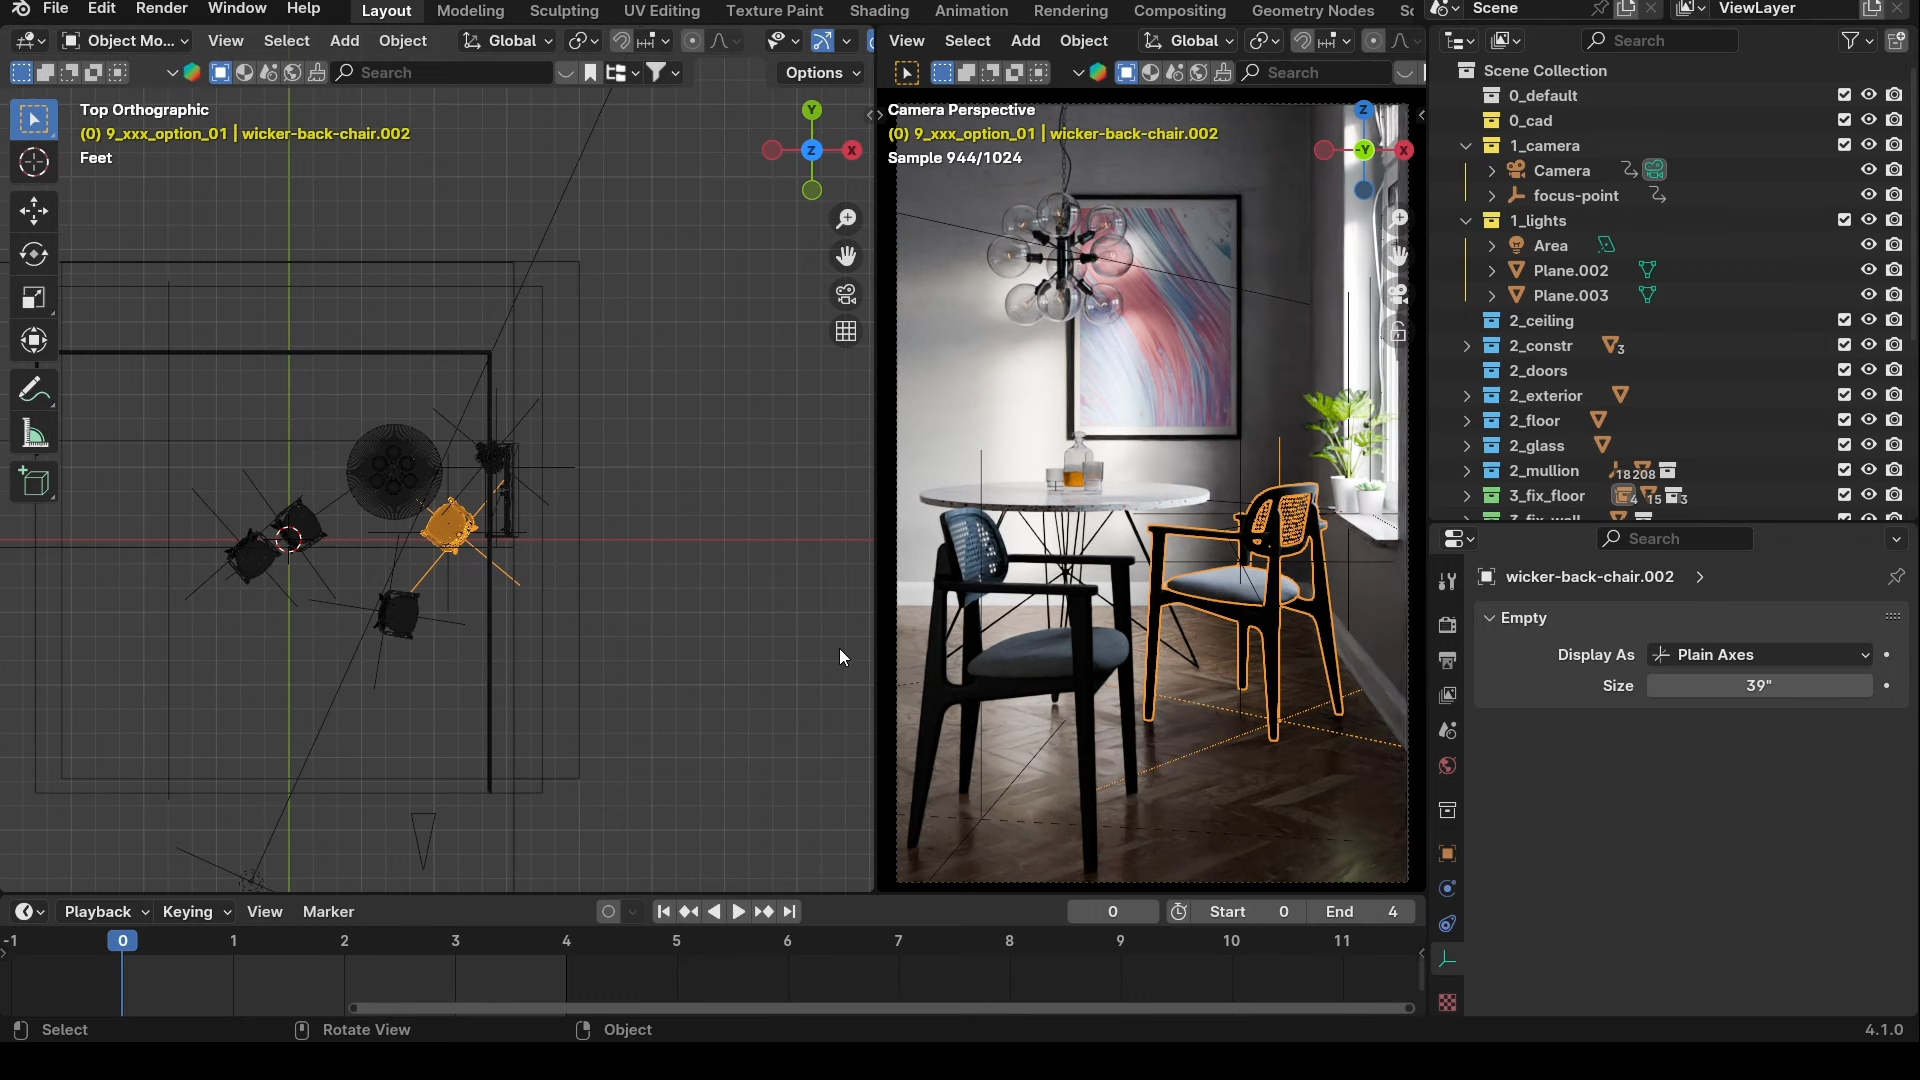 File Edit Render Window Help Layout Modeling Sculpting UV Editing Texture Paint Shading Animation Rendering Compositing Geometry Nodes Sc Scene ViewLayer
Object Mo... View Select Add Object Global
View Select Add Object Global
Search
Search Options
Search
Top Orthographic
(0) 9_xxx_option_01 | wicker-back-chair.002
Feet
Y
Z
X
Camera Perspective
(0) 9_xxx_option_01 | wicker-back-chair.002
Sample 944/1024
Z
-Y
X
Scene Collection
0_default
0_cad
1_camera
Camera
focus-point
1_lights
Area
Plane.002
Plane.003
2_ceiling
2_constr 3
2_doors
2_exterior
2_floor
2_glass
2_mullion 18 208
3_fix_floor 4 15 3
3_fix_wall
Search
wicker-back-chair.002
Empty
Display As Plain Axes
Size 39"
Playback Keying View Marker 0 Start 0 End 4
-1 0 1 2 3 4 5 6 7 8 9 10 11
Select Rotate View Object 4.1.0